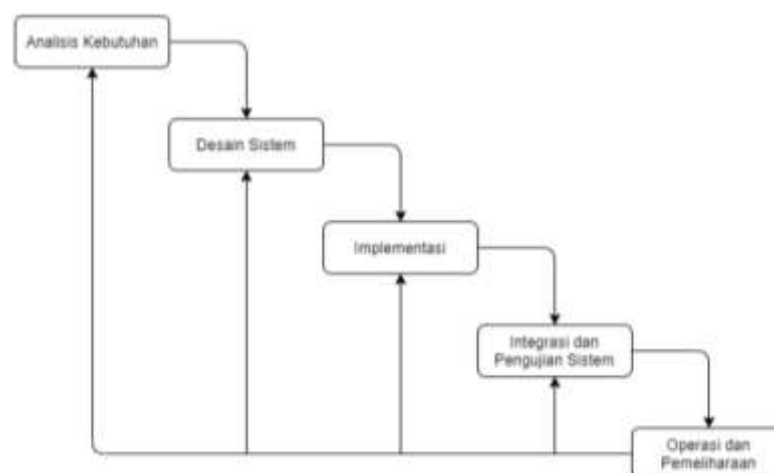 Analisis Kebutuhan
Desain Sistem
Implementasi
Integrasi dan
Pengujian Sistem
Operasi dan
Pemeliharaan